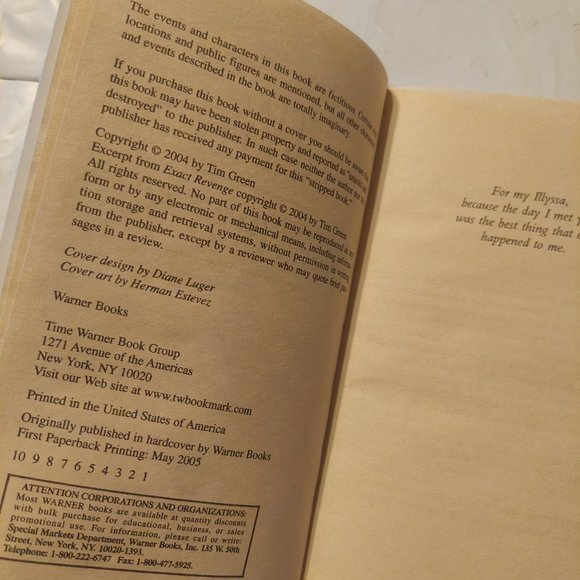 The events and characters in this book are fictitious. Certain
locations and public figures are mentioned, but all other
and events described in the book are totally imaginary.
If you purchase this book without a cover you should be aware
this book may have been stolen property and reported as "unsold and
destroyed" to the publisher. In such case neither the author nor the
publisher has received any payment for this "stripped book."
Copyright © 2004 by Tim Green
Excerpt from Exact Revenge copyright © 2004 by Tim Green
All rights reserved. No part of this book may be reproduced in any
form or by any electronic or mechanical means, including
tion storage and retrieval systems, without permission in writing
from the publisher, except by a reviewer who may quote brief pas-
sages in a review.
Cover design by Diane Luger
Cover art by Herman Estevez
Warner Books
Time Warner Book Group
1271 Avenue of the Americas
New York, NY 10020
Visit our Web site at www.twbookmark.com
Printed in the United States of America
Originally published in hardcover by Warner Books
First Paperback Printing: May 2005
10 9 8 7 6 5 4 3 2 1
ATTENTION CORPORATIONS AND ORGANIZATIONS:
Most WARNER books are available at quantity discounts
with bulk purchase for educational, business, or sales
promotional use. For information, please call or write:
Special Markets Department, Warner Books, Inc. 135 W. 50th
Street, New York, NY. 10020-1393.
Telephone: 1-800-222-6747 Fax: 1-800-477-5925.
For my Illyssa,
because the day I met
was the best thing that
happened to me.